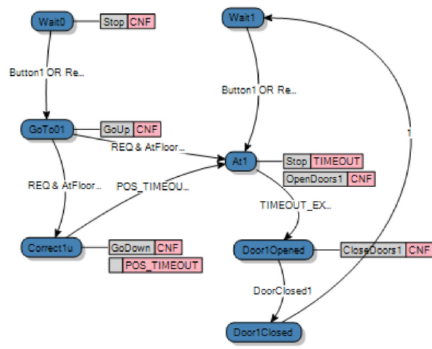 Wait0
Stop CNF
Wait1
Button1 OR Re...
Button1 OR Re...
GoTo01
GoUp CNF
1
REQ & AtFloor...
At1
Stop TIMEOUT
OpenDoors1 CNF
REQ & AtFloor...
POS_TIMEOU...
TIMEOUT_EX...
Correct1u
GoDown CNF
POS_TIMEOUT
Door1Opened
CloseDoors1 CNF
DoorClosed1
Door1Closed